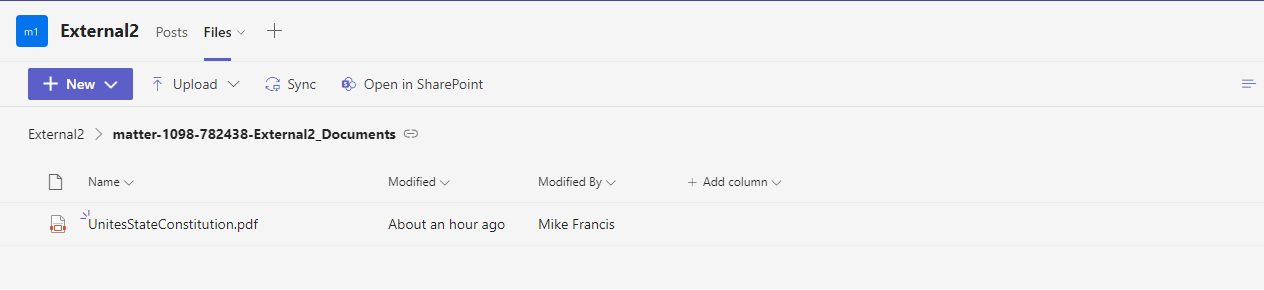 m1 External2 Posts Files
New Upload Sync Open in SharePoint
External2 matter-1098-782438-External2_Documents
Name Modified Modified By + Add column
UnitesStateConstitution.pdf About an hour ago Mike Francis